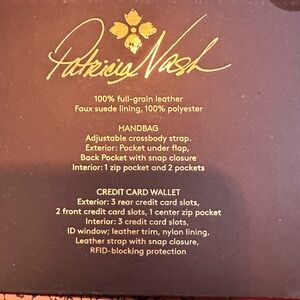 Patricia Nash
100% full-grain leather
Faux suede lining, 100% polyester
HANDBAG
Adjustable crossbody strap.
Exterior: Pocket under flap,
Back Pocket with snap closure
Interior: 1 zip pocket and 2 pockets
CREDIT CARD WALLET
Exterior: 3 rear credit card slots,
2 front credit card slots, 1 center zip pocket
Interior: 3 credit card slots,
ID window; leather trim, nylon lining,
Leather strap with snap closure,
RFID-blocking protection